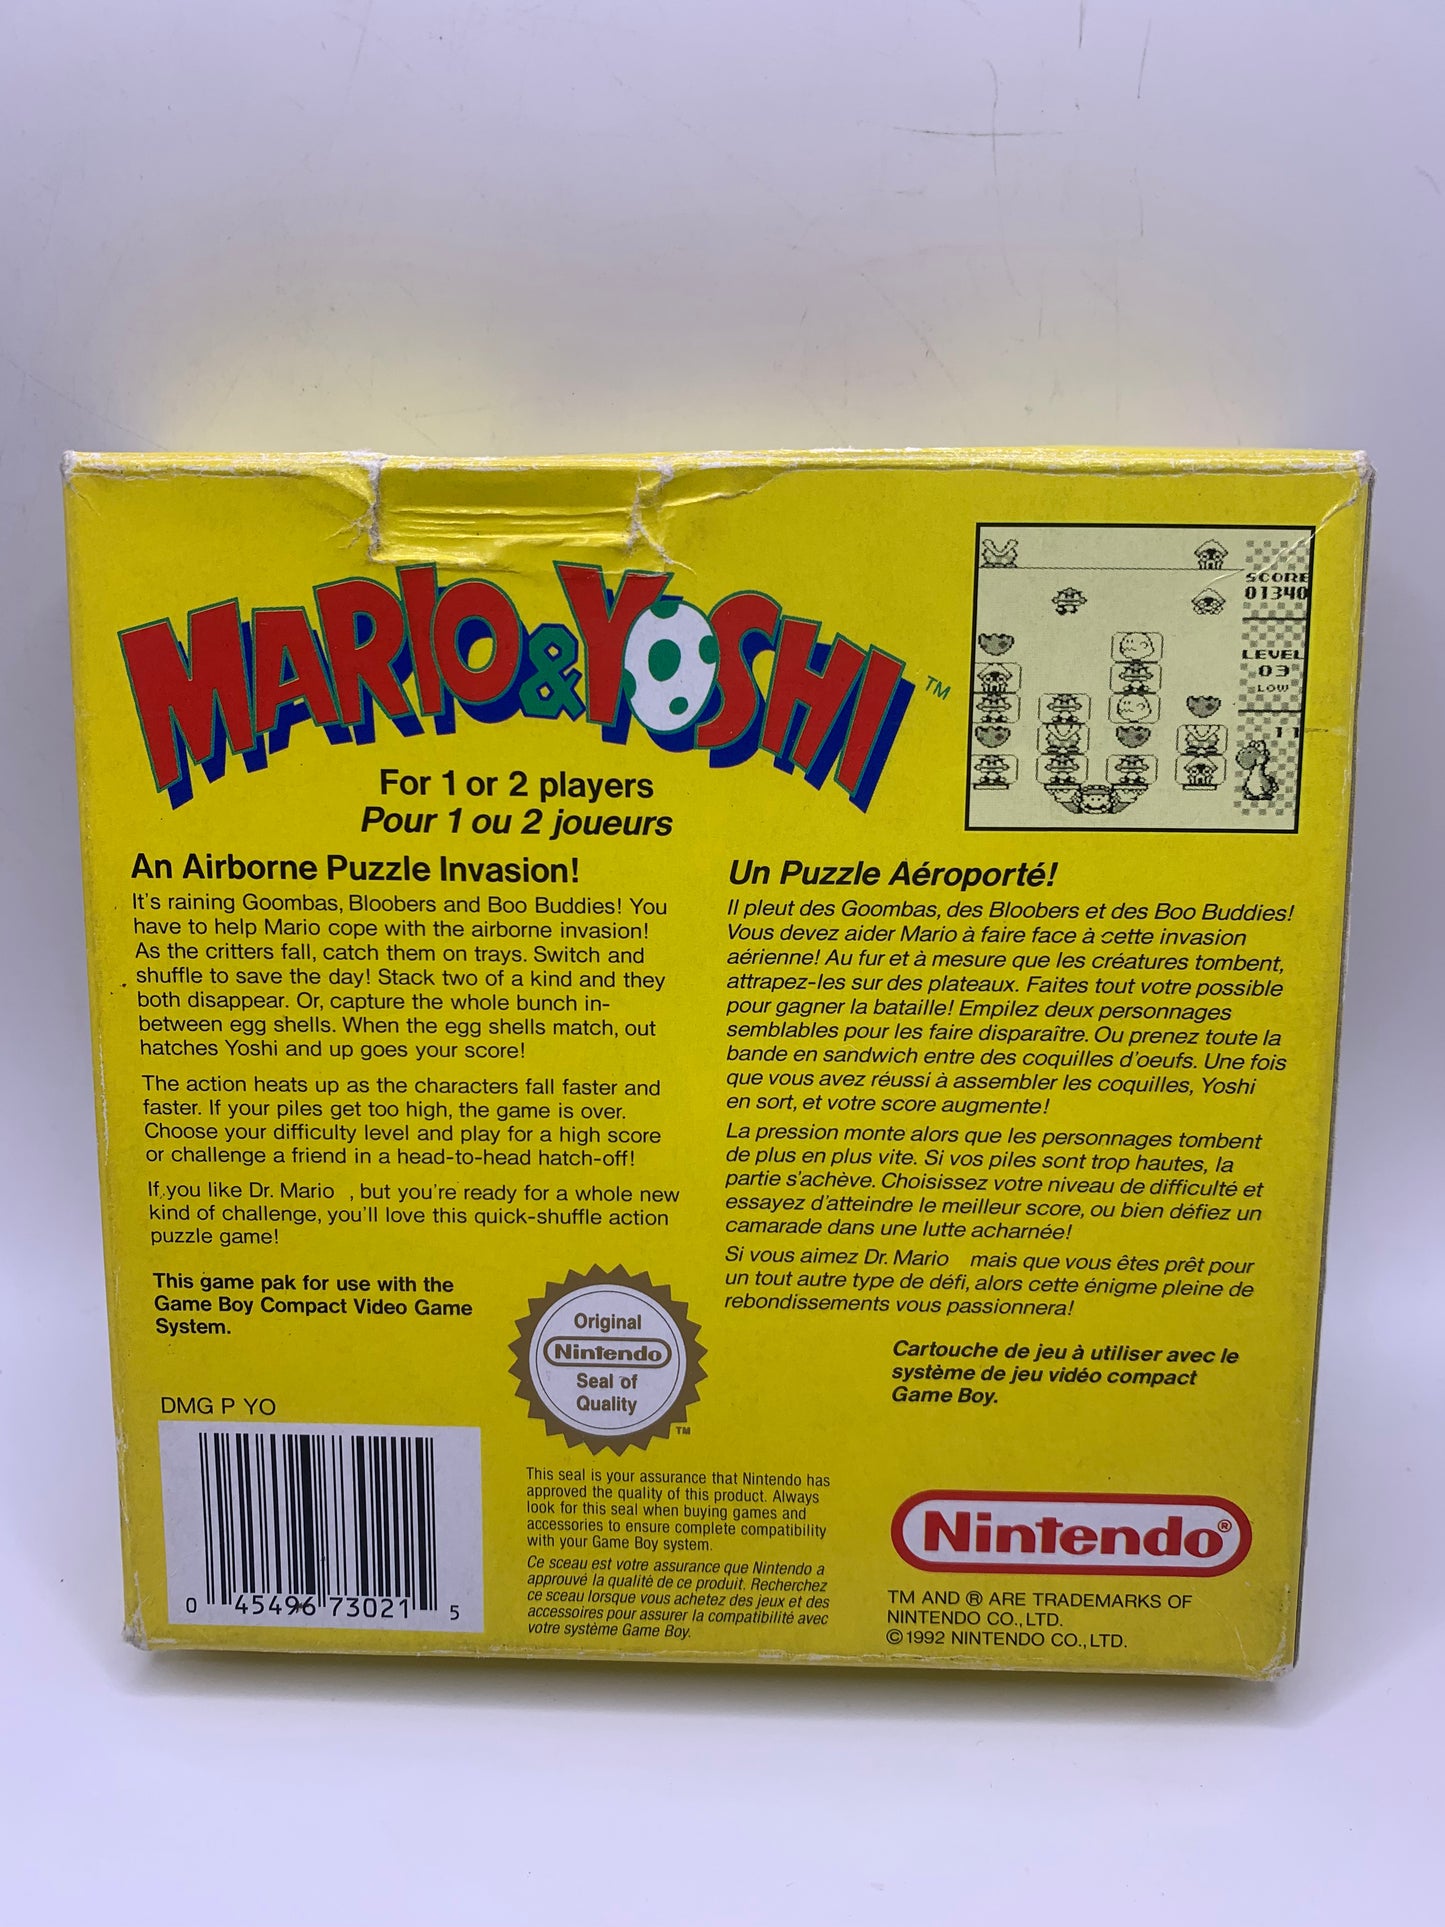 MARIO & YOSHI ™
For 1 or 2 players
Pour 1 ou 2 joueurs
SCORE
01340
LEVEL
03
LOW
11
An Airborne Puzzle Invasion!
It's raining Goombas, Bloobers and Boo Buddies! You
have to help Mario cope with the airborne invasion!
As the critters fall, catch them on trays. Switch and
shuffle to save the day! Stack two of a kind and they
both disappear. Or, capture the whole bunch in-
between egg shells. When the egg shells match, out
hatches Yoshi and up goes your score!
The action heats up as the characters fall faster and
faster. If your piles get too high, the game is over.
Choose your difficulty level and play for a high score
or challenge a friend in a head-to-head hatch-off!
If you like Dr. Mario , but you're ready for a whole new
kind of challenge, you'll love this quick-shuffle action
puzzle game!
This game pak for use with the
Game Boy Compact Video Game
System.
Un Puzzle Aéroporté!
Il pleut des Goombas, des Bloobers et des Boo Buddies!
Vous devez aider Mario à faire face à cette invasion
aérienne! Au fur et à mesure que les créatures tombent,
attrapez-les sur des plateaux. Faites tout votre possible
pour gagner la bataille! Empilez deux personnages
semblables pour les faire disparaître. Ou prenez toute la
bande en sandwich entre des coquilles d'oeufs. Une fois
que vous avez réussi à assembler les coquilles, Yoshi
en sort, et votre score augmente!
La pression monte alors que les personnages tombent
de plus en plus vite. Si vos piles sont trop hautes, la
partie s'achève. Choisissez votre niveau de difficulté et
essayez d'atteindre le meilleur score, ou bien défiez un
camarade dans une lutte acharnée!
Si vous aimez Dr. Mario mais que vous êtes prêt pour
un tout autre type de défi, alors cette énigme pleine de
rebondissements vous passionnera!
Cartouche de jeu à utiliser avec le
système de jeu vidéo compact
Game Boy.
Original
Nintendo
Seal of
Quality
TM
DMG P YO
0 45496 73021 5
This seal is your assurance that Nintendo has
approved the quality of this product. Always
look for this seal when buying games and
accessories to ensure complete compatibility
with your Game Boy system.
Ce sceau est votre assurance que Nintendo a
approuvé la qualité de ce produit. Recherchez
ce sceau lorsque vous achetez des jeux et des
accessoires pour assurer la compatibilité avec
votre système Game Boy.
Nintendo®
TM AND ® ARE TRADEMARKS OF
NINTENDO CO., LTD.
© 1992 NINTENDO CO., LTD.